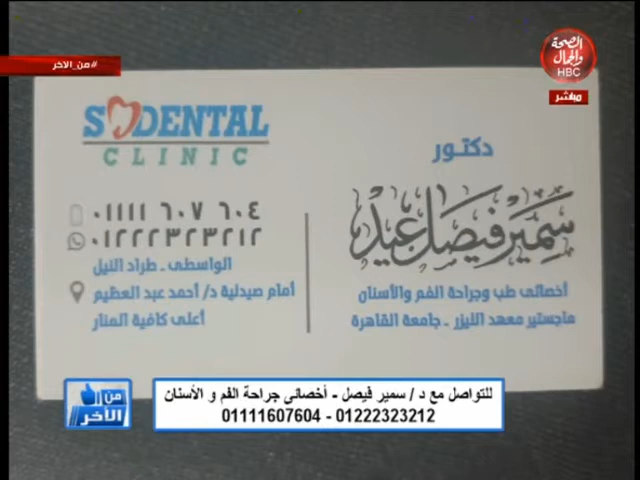 الصحة
والجمال
HBC
مباشر
#من_الآخر
S DENTAL
CLINIC
٠١١١١ ٦٠٧ ٦٠٤
٠١٢٢٢٣٢٣٢١٢
الواسطى - طراد النيل
أمام صيدلية د/ أحمد عبد العظيم
أعلى كافية المنار
دكتور
سمير فيصل عيد
أخصائى طب وجراحة الفم والأسنان
ماجستير معهد الليزر - جامعة القاهرة
من الآخر
للتواصل مع د / سمير فيصل - أخصائى جراحة الفم و الأسنان
01111607604 - 01222323212